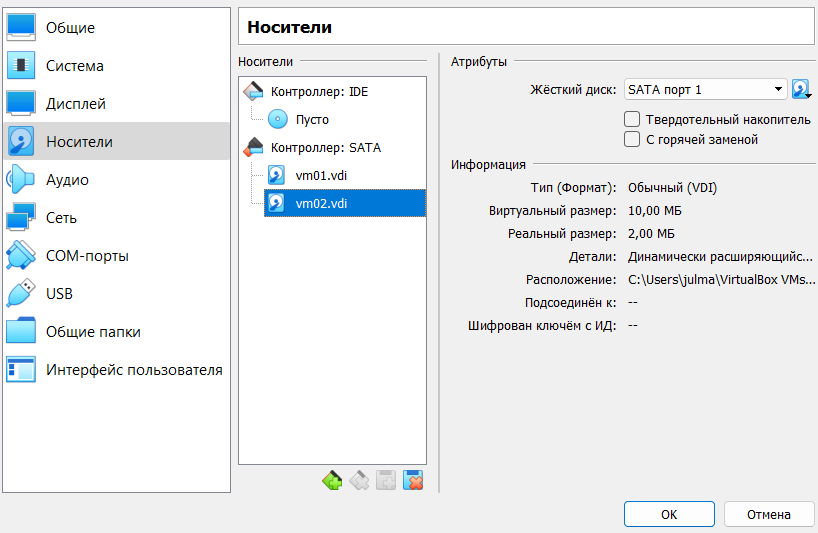 Общие
Система
Дисплей
Носители
Аудио
Сеть
COM-порты
USB
Общие папки
Интерфейс пользователя
Носители
Носители
Контроллер: IDE
Пусто
Контроллер: SATA
vm01.vdi
vm02.vdi
Атрибуты
Жёсткий диск: SATA порт 1
Твердотельный накопитель
С горячей заменой
Информация
Тип (Формат): Обычный (VDI)
Виртуальный размер: 10,00 МБ
Реальный размер: 2,00 МБ
Детали: Динамически расширяющийс...
Расположение: C:\Users\julma\VirtualBox VMs...
Подсоединён к: --
Шифрован ключём с ИД: --
OK
Отмена